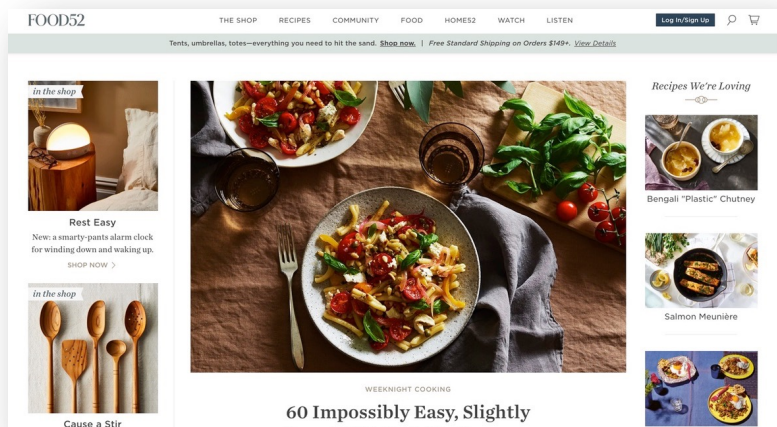 FOOD52
THE SHOP RECIPES COMMUNITY FOOD HOME52 WATCH LISTEN
Log In/Sign Up
Tents, umbrellas, totes—everything you need to hit the sand. Shop now. | Free Standard Shipping on Orders $149+. View Details
in the shop
Rest Easy
New: a smarty-pants alarm clock
for winding down and waking up.
SHOP NOW >
in the shop
Cause a Stir
WEEKNIGHT COOKING
60 Impossibly Easy, Slightly
Recipes We're Loving
Bengali "Plastic" Chutney
Salmon Meunière